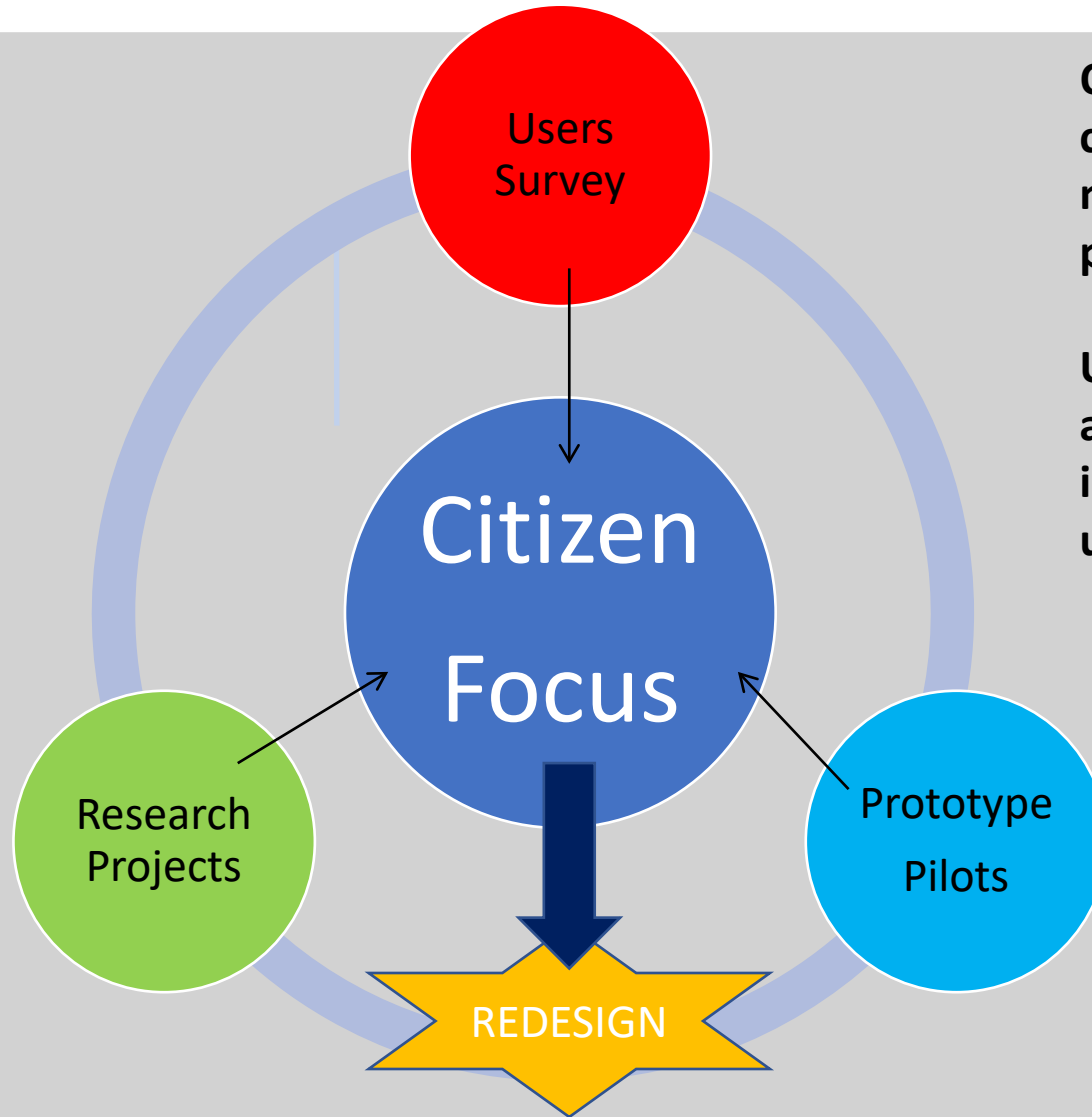 Users
Survey
Citizen
Focus
Research
Projects
Prototype
Pilots
REDESIGN